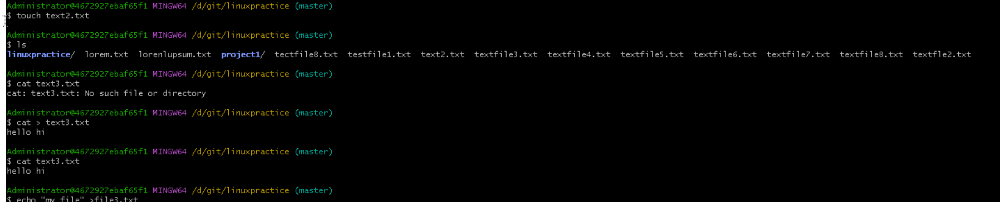 Administrator@4672927ebaf65f1 MINGW64 /d/git/linuxpractice (master)
$ touch text2.txt
Administrator@4672927ebaf65f1 MINGW64 /d/git/linuxpractice (master)
$ ls
linuxpractice/  lorem.txt  lorenlupsum.txt  project1/  tectfile8.txt  testfile1.txt  text2.txt  textfile3.txt  textfile4.txt  textfile5.txt  textfile6.txt  textfile7.txt  textfile8.txt  textfle2.txt
Administrator@4672927ebaf65f1 MINGW64 /d/git/linuxpractice (master)
$ cat text3.txt
cat: text3.txt: No such file or directory
Administrator@4672927ebaf65f1 MINGW64 /d/git/linuxpractice (master)
$ cat > text3.txt
hello hi
Administrator@4672927ebaf65f1 MINGW64 /d/git/linuxpractice (master)
$ cat text3.txt
hello hi
Administrator@4672927ebaf65f1 MINGW64 /d/git/linuxpractice (master)
$ echo "my file" >file3.txt